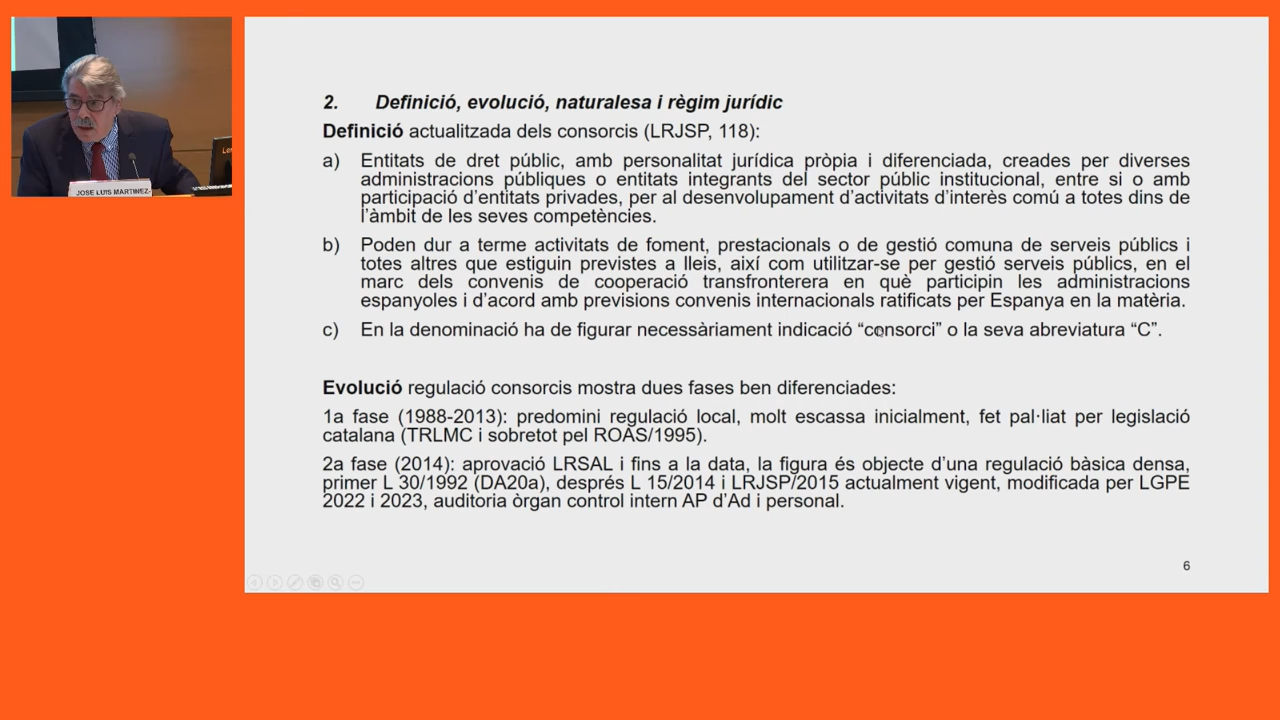 JOSE LUIS MARTINEZ-
Len
2. Definició, evolució, naturalesa i règim jurídic
Definició actualitzada dels consorcis (LRJSP, 118):
a) Entitats de dret públic, amb personalitat jurídica pròpia i diferenciada, creades per diverses
administracions públiques o entitats integrants del sector públic institucional, entre si o amb
participació d'entitats privades, per al desenvolupament d'activitats d'interès comú a totes dins de
l'àmbit de les seves competències.
b) Poden dur a terme activitats de foment, prestacionals o de gestió comuna de serveis públics i
totes altres que estiguin previstes a lleis, així com utilitzar-se per gestió serveis públics, en el
marc dels convenis de cooperació transfronterera en què participin les administracions
espanyoles i d'acord amb previsions convenis internacionals ratificats per Espanya en la matèria.
c) En la denominació ha de figurar necessàriament indicació “consorci” o la seva abreviatura “C”.
Evolució regulació consorcis mostra dues fases ben diferenciades:
1a fase (1988-2013): predomini regulació local, molt escassa inicialment, fet pal·liat per legislació
catalana (TRLMC i sobretot pel ROAS/1995).
2a fase (2014): aprovació LRSAL i fins a la data, la figura és objecte d'una regulació bàsica densa,
primer L 30/1992 (DA20a), després L 15/2014 i LRJSP/2015 actualment vigent, modificada per LGPE
2022 i 2023, auditoria òrgan control intern AP d'Ad i personal.
6